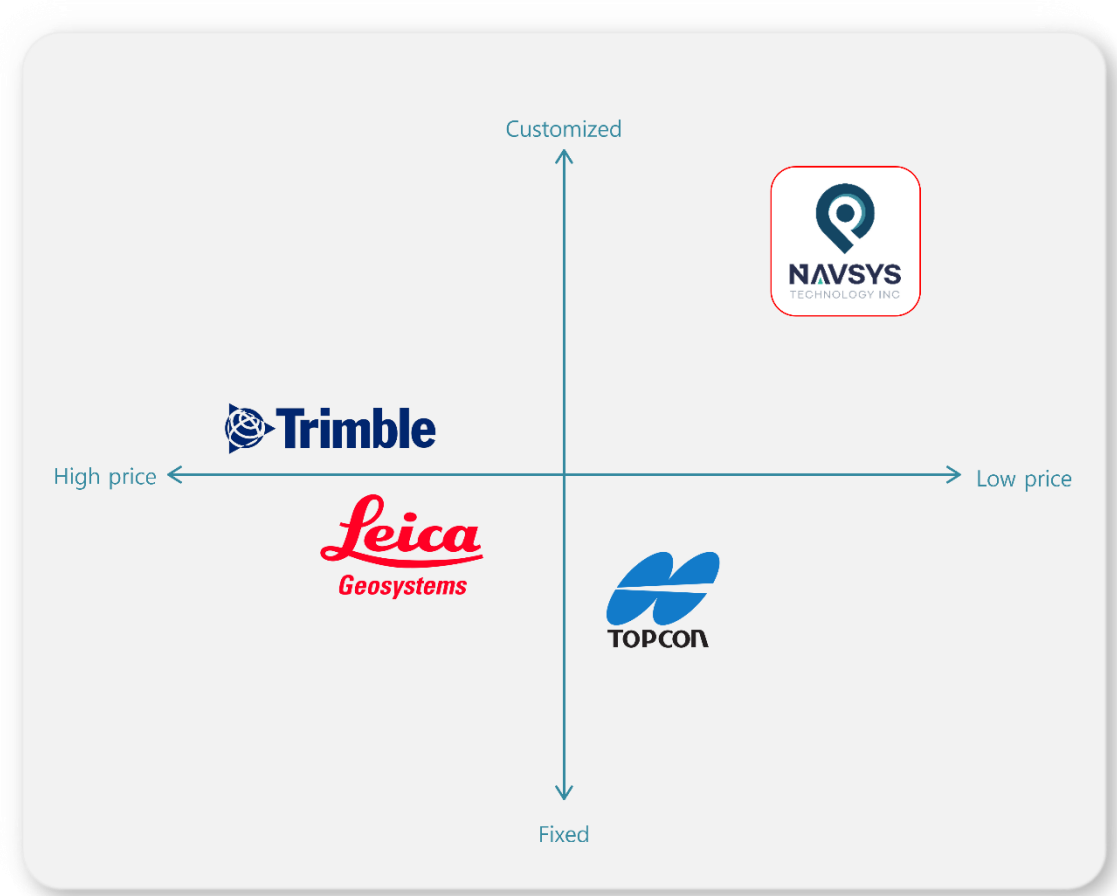 Customized
NAVSYS
TECHNOLOGY INC
Trimble
High price
Low price
Leica
Geosystems
TOPCON
Fixed